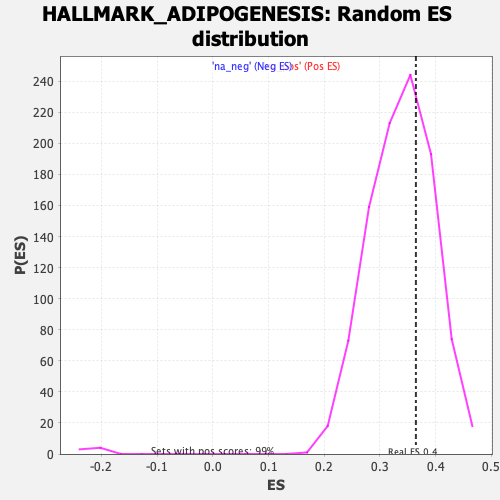 HALLMARK_ADIPOGENESIS: Random ES
distribution
'na_neg' (Neg ES) os' (Pos ES)
240
220
200
180
160
140
120
100
80
60
40
20
0
P(ES)
Sets with pos scores: 99%
Real ES 0.4
-0.2 -0.1 0.0 0.1 0.2 0.3 0.4 0.5
ES